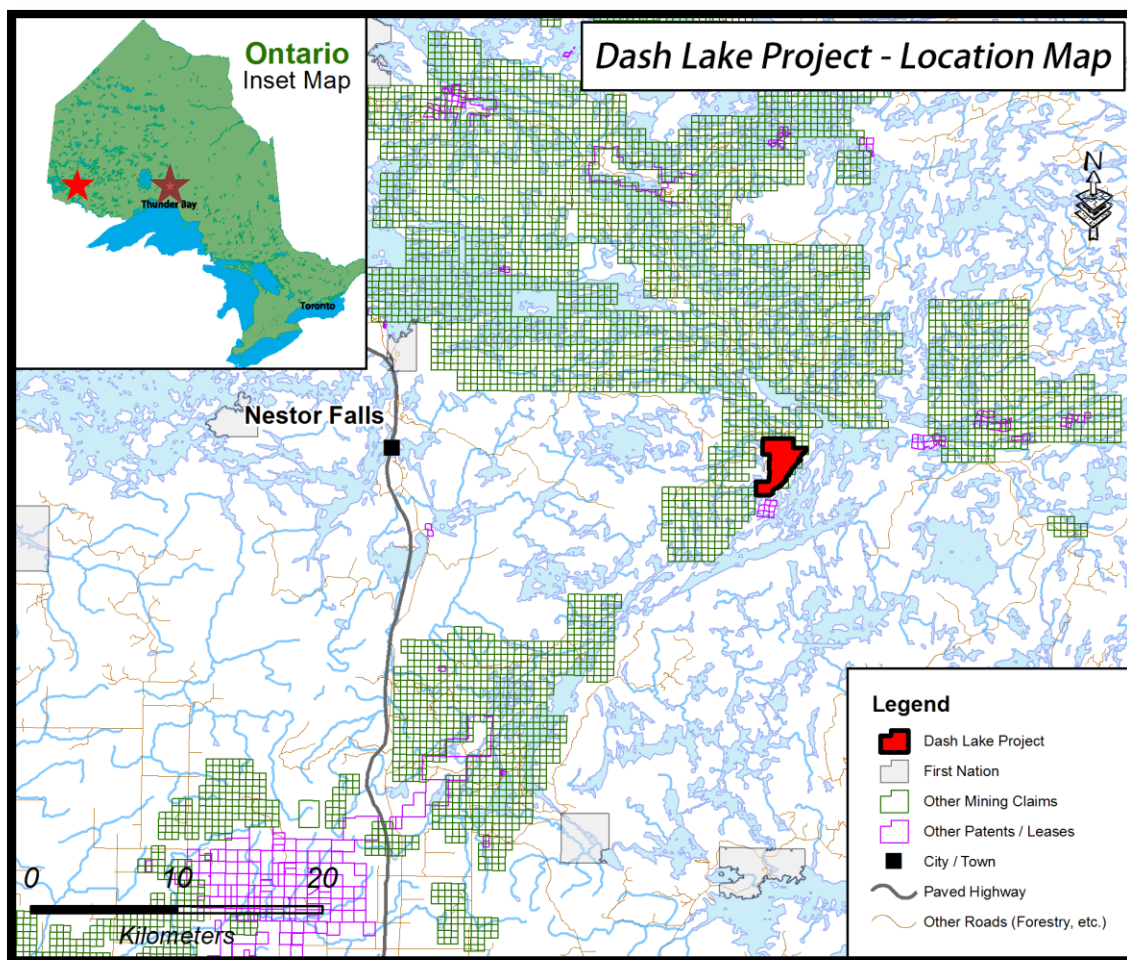 Ontario
Inset Map
Thunder Bay
Toronto
Dash Lake Project - Location Map
N
Nestor Falls
Legend
Dash Lake Project
First Nation
Other Mining Claims
Other Patents / Leases
City / Town
Paved Highway
Other Roads (Forestry, etc.)
0 10 20
Kilometers